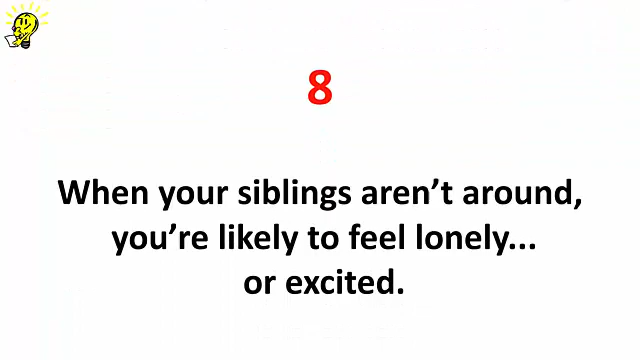 8
When your siblings aren’t around,
you’re likely to feel lonely...
or excited.